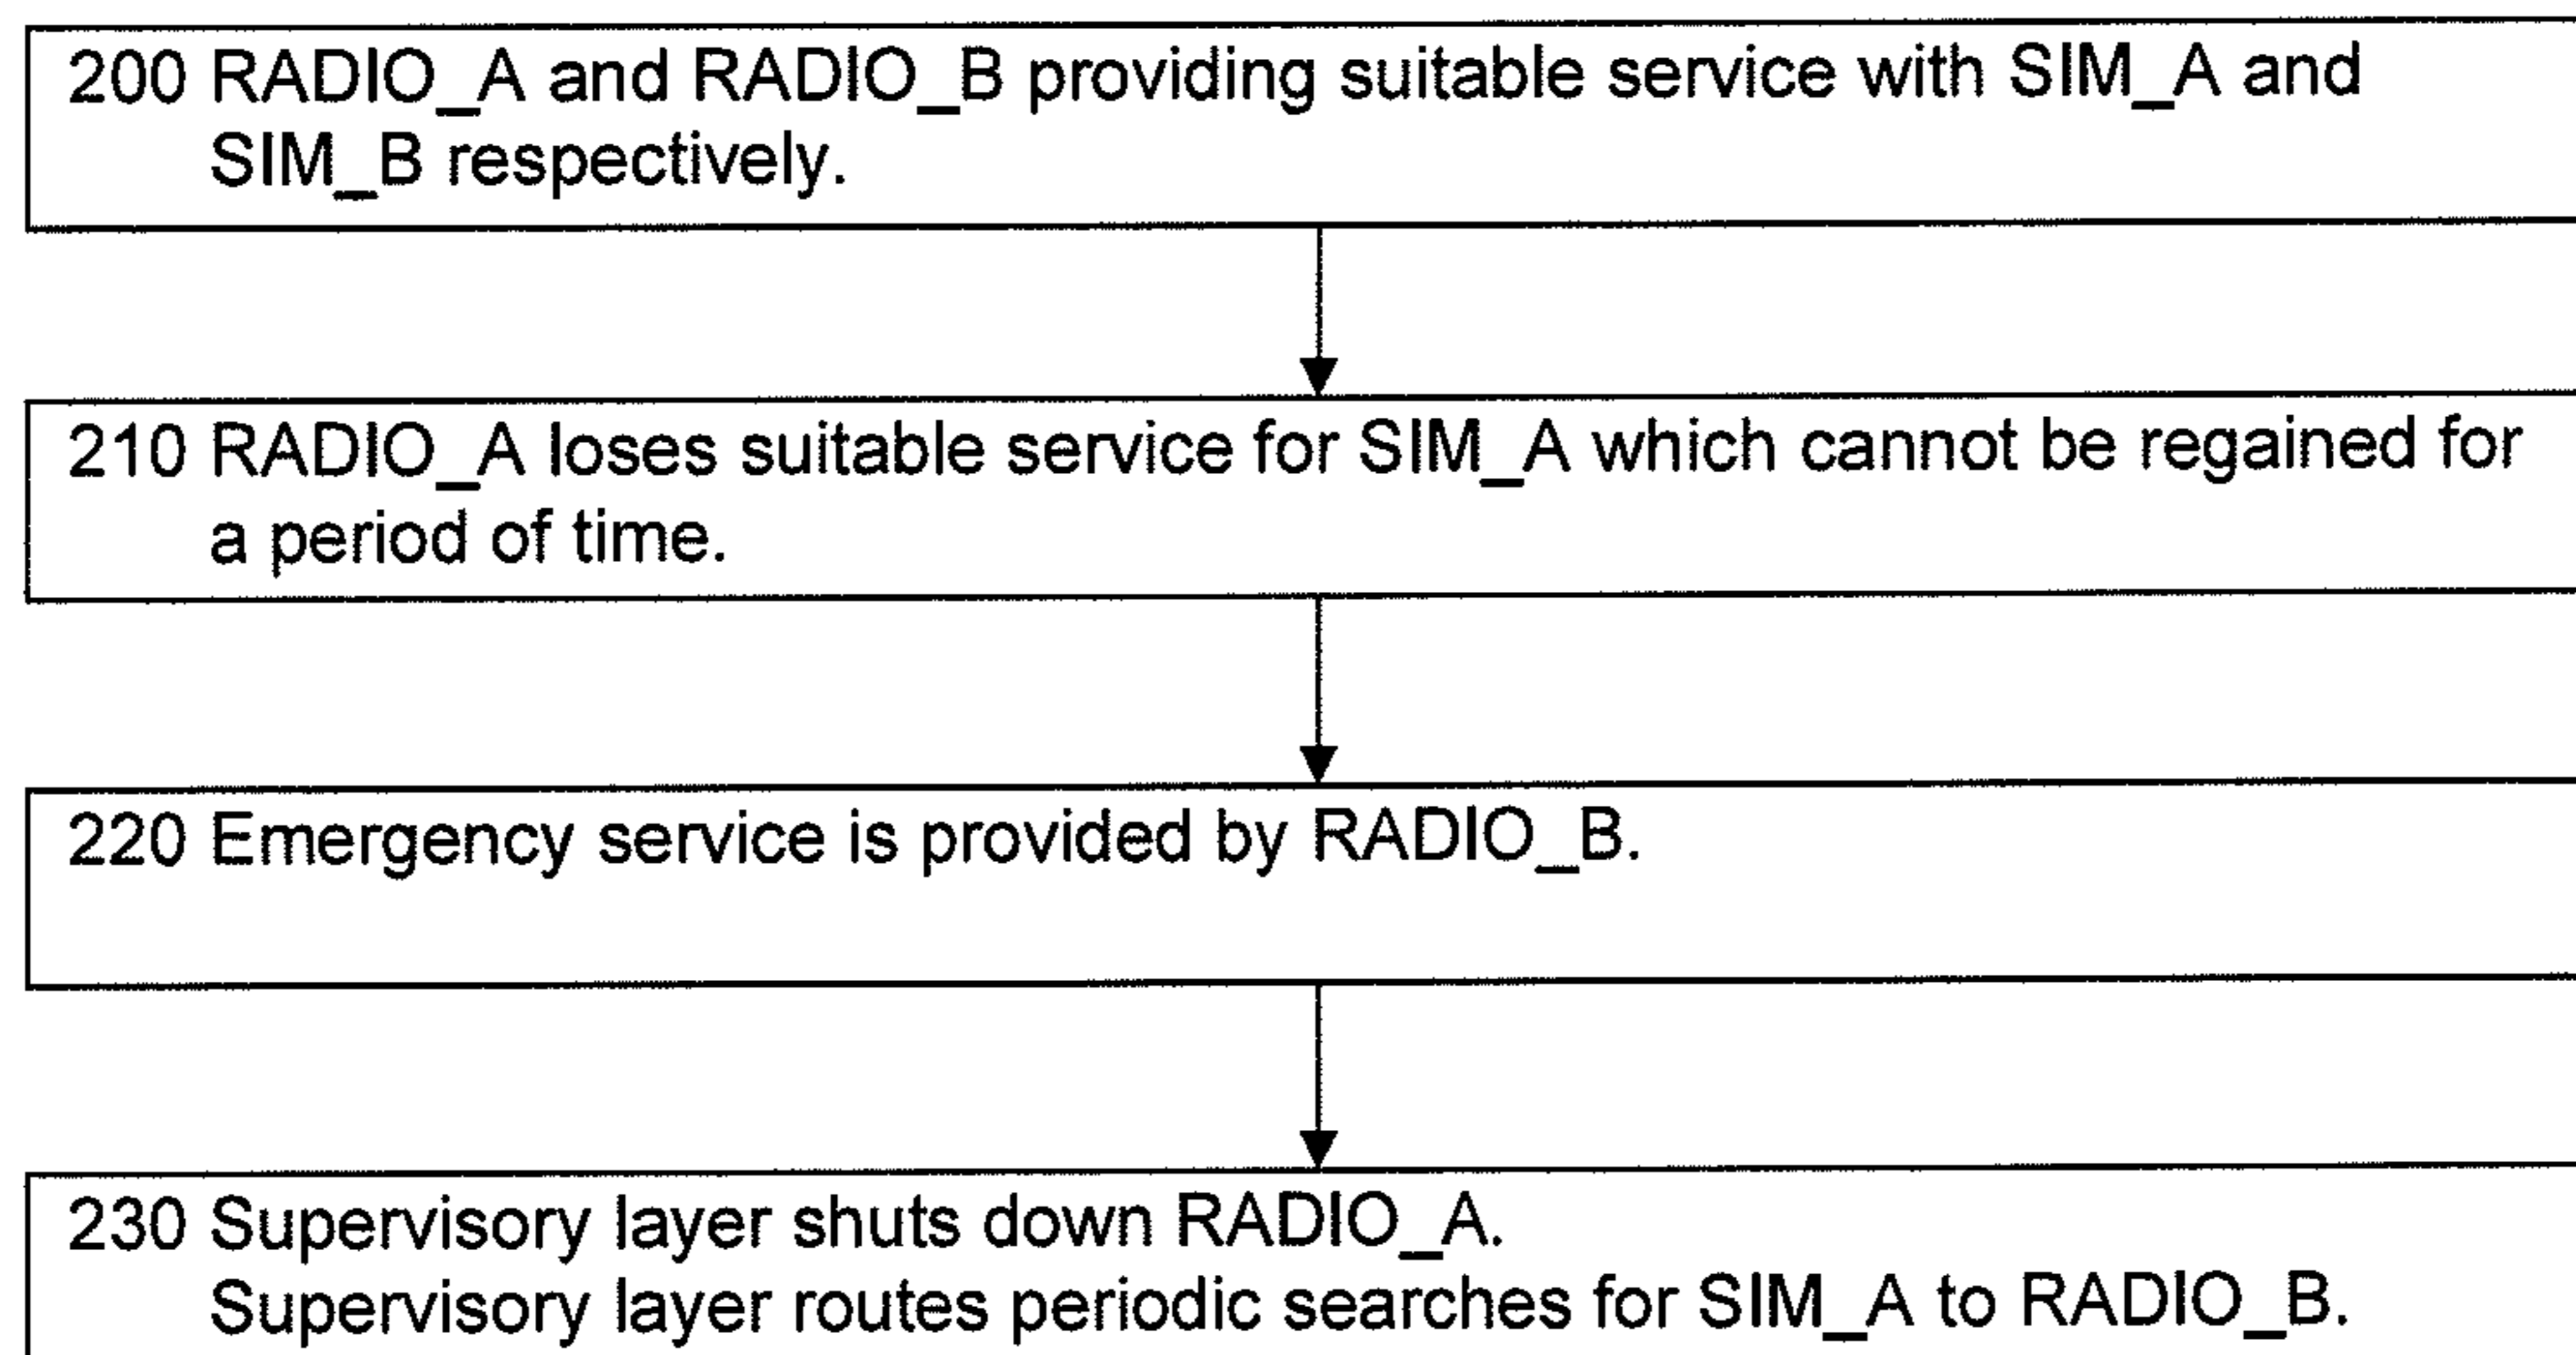 200 RADIO_A and RADIO_B providing suitable service with SIM_A and
SIM_B respectively.
210 RADIO_A loses suitable service for SIM_A which cannot be regained for
a period of time.
220 Emergency service is provided by RADIO_B.
230 Supervisory layer shuts down RADIO_A.
Supervisory layer routes periodic searches for SIM_A to RADIO_B.